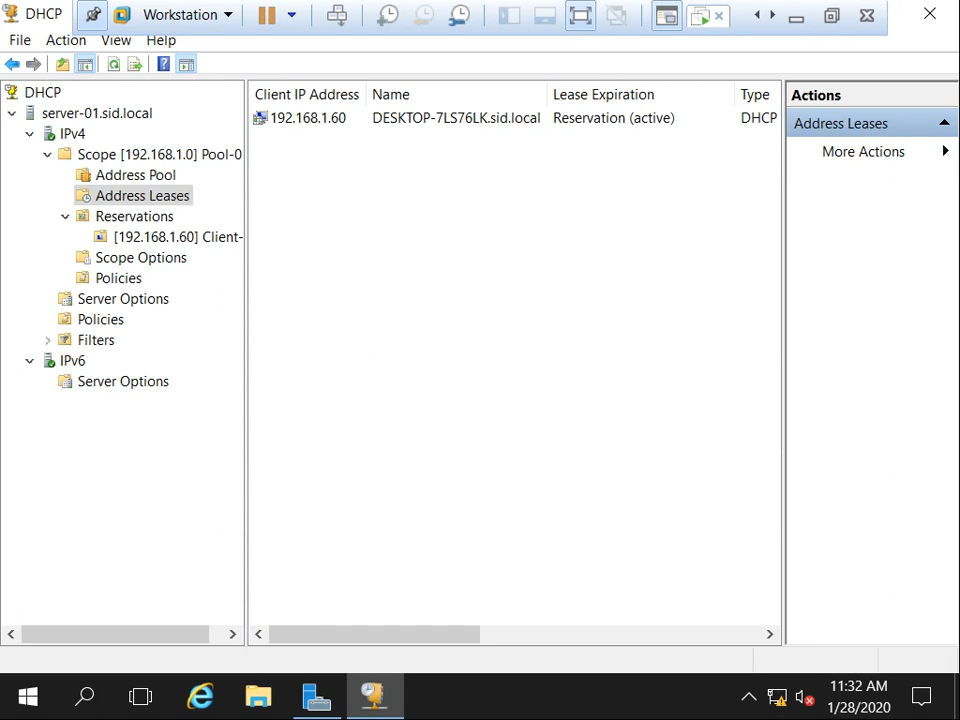 DHCP
Workstation
File Action View Help
DHCP
server-01.sid.local
IPv4
Scope [192.168.1.0] Pool-0
Address Pool
Address Leases
Reservations
[192.168.1.60] Client-
Scope Options
Policies
Server Options
Policies
Filters
IPv6
Server Options
Client IP Address Name Lease Expiration Type
192.168.1.60 DESKTOP-7LS76LK.sid.local Reservation (active) DHCP
Actions
Address Leases
More Actions
11:32 AM
1/28/2020